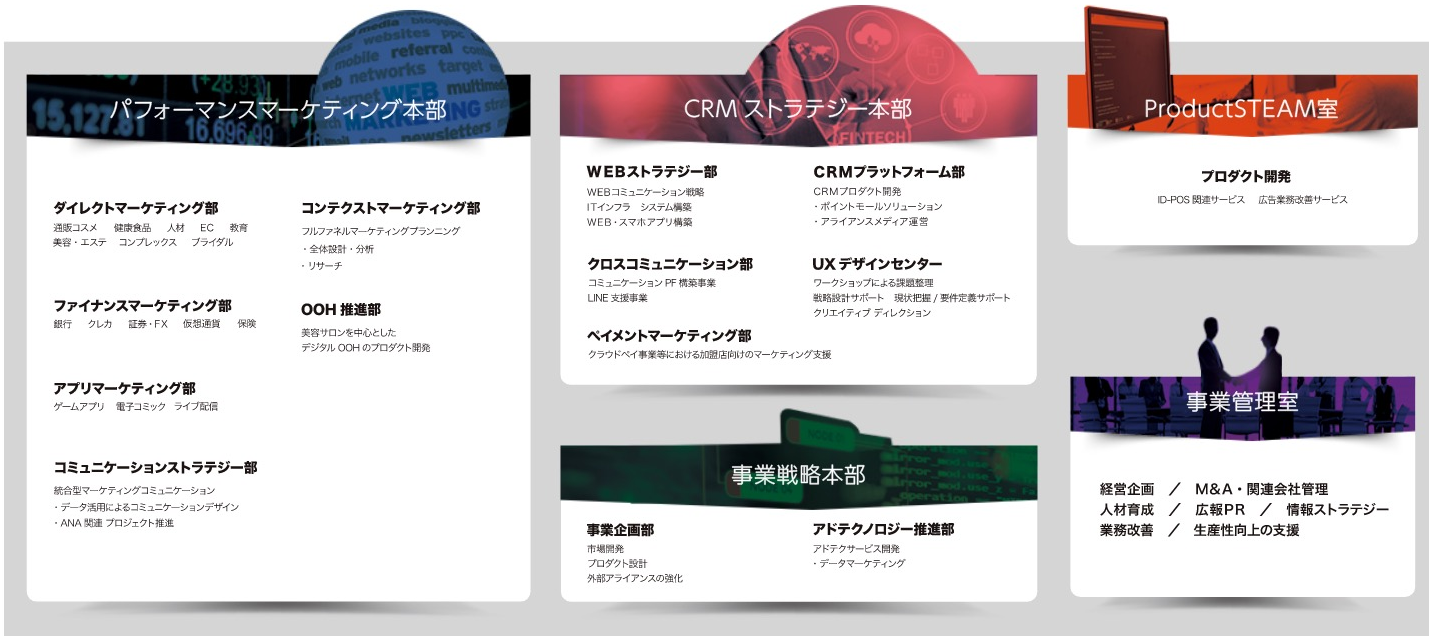 パフォーマンスマーケティング本部
ダイレクトマーケティング部
通販コスメ 健康食品 人材 EC 教育
美容・エステ コンプレックス ブライダル
ファイナンスマーケティング部
銀行 クレカ 証券・FX 仮想通貨 保険
アプリマーケティング部
ゲームアプリ 電子コミック ライブ配信
コミュニケーションストラテジー部
統合型マーケティングコミュニケーション
・データ活用によるコミュニケーションデザイン
・ANA関連 プロジェクト推進
コンテクストマーケティング部
フルファネルマーケティングプランニング
・全体設計・分析
・リサーチ
OOH 推進部
美容サロンを中心とした
デジタル OOH のプロダクト開発
CRM ストラテジー本部
FINTECH
WEBストラテジー部
WEBコミュニケーション戦略
ITインフラ システム構築
WEB・スマホアプリ構築
クロスコミュニケーション部
コミュニケーション PF 構築事業
LINE 支援事業
ペイメントマーケティング部
クラウドペイ事業等における加盟店向けのマーケティング支援
CRMプラットフォーム部
CRMプロダクト開発
・ポイントモールソリューション
・アライアンスメディア運営
UX デザインセンター
ワークショップによる課題整理
戦略設計サポート 現状把握 / 要件定義サポート
クリエイティブ ディレクション
事業戦略本部
事業企画部
市場開発
プロダクト設計
外部アライアンスの強化
アドテクノロジー推進部
アドテクサービス開発
・データマーケティング
ProductSTEAM室
プロダクト開発
ID-POS 関連サービス 広告業務改善サービス
事業管理室
経営企画 ／ M&A・関連会社管理
人材育成 ／ 広報PR ／ 情報ストラテジー
業務改善 ／ 生産性向上の支援